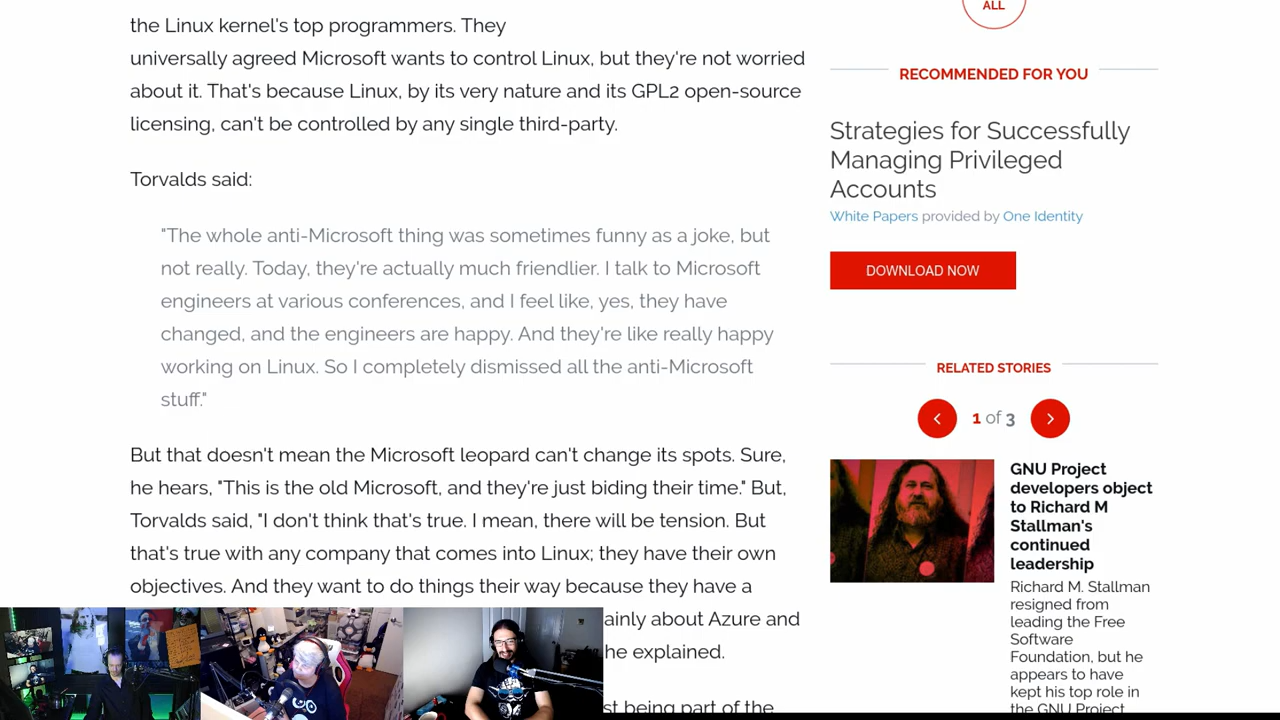 the Linux kernel's top programmers. They
universally agreed Microsoft wants to control Linux, but they're not worried
about it. That's because Linux, by its very nature and its GPL2 open-source
licensing, can't be controlled by any single third-party.
Torvalds said:
"The whole anti-Microsoft thing was sometimes funny as a joke, but
not really. Today, they're actually much friendlier. I talk to Microsoft
engineers at various conferences, and I feel like, yes, they have
changed, and the engineers are happy. And they're like really happy
working on Linux. So I completely dismissed all the anti-Microsoft
stuff."
But that doesn't mean the Microsoft leopard can't change its spots. Sure,
he hears, "This is the old Microsoft, and they're just biding their time." But,
Torvalds said, "I don't think that's true. I mean, there will be tension. But
that's true with any company that comes into Linux; they have their own
objectives. And they want to do things their way because they have a
ainly about Azure and
he explained.
st being part of the
ALL
RECOMMENDED FOR YOU
Strategies for Successfully
Managing Privileged
Accounts
White Papers provided by One Identity
DOWNLOAD NOW
RELATED STORIES
1 of 3
GNU Project
developers object
to Richard M
Stallman's
continued
leadership
Richard M. Stallman
resigned from
leading the Free
Software
Foundation, but he
appears to have
kept his top role in
the GNU Project